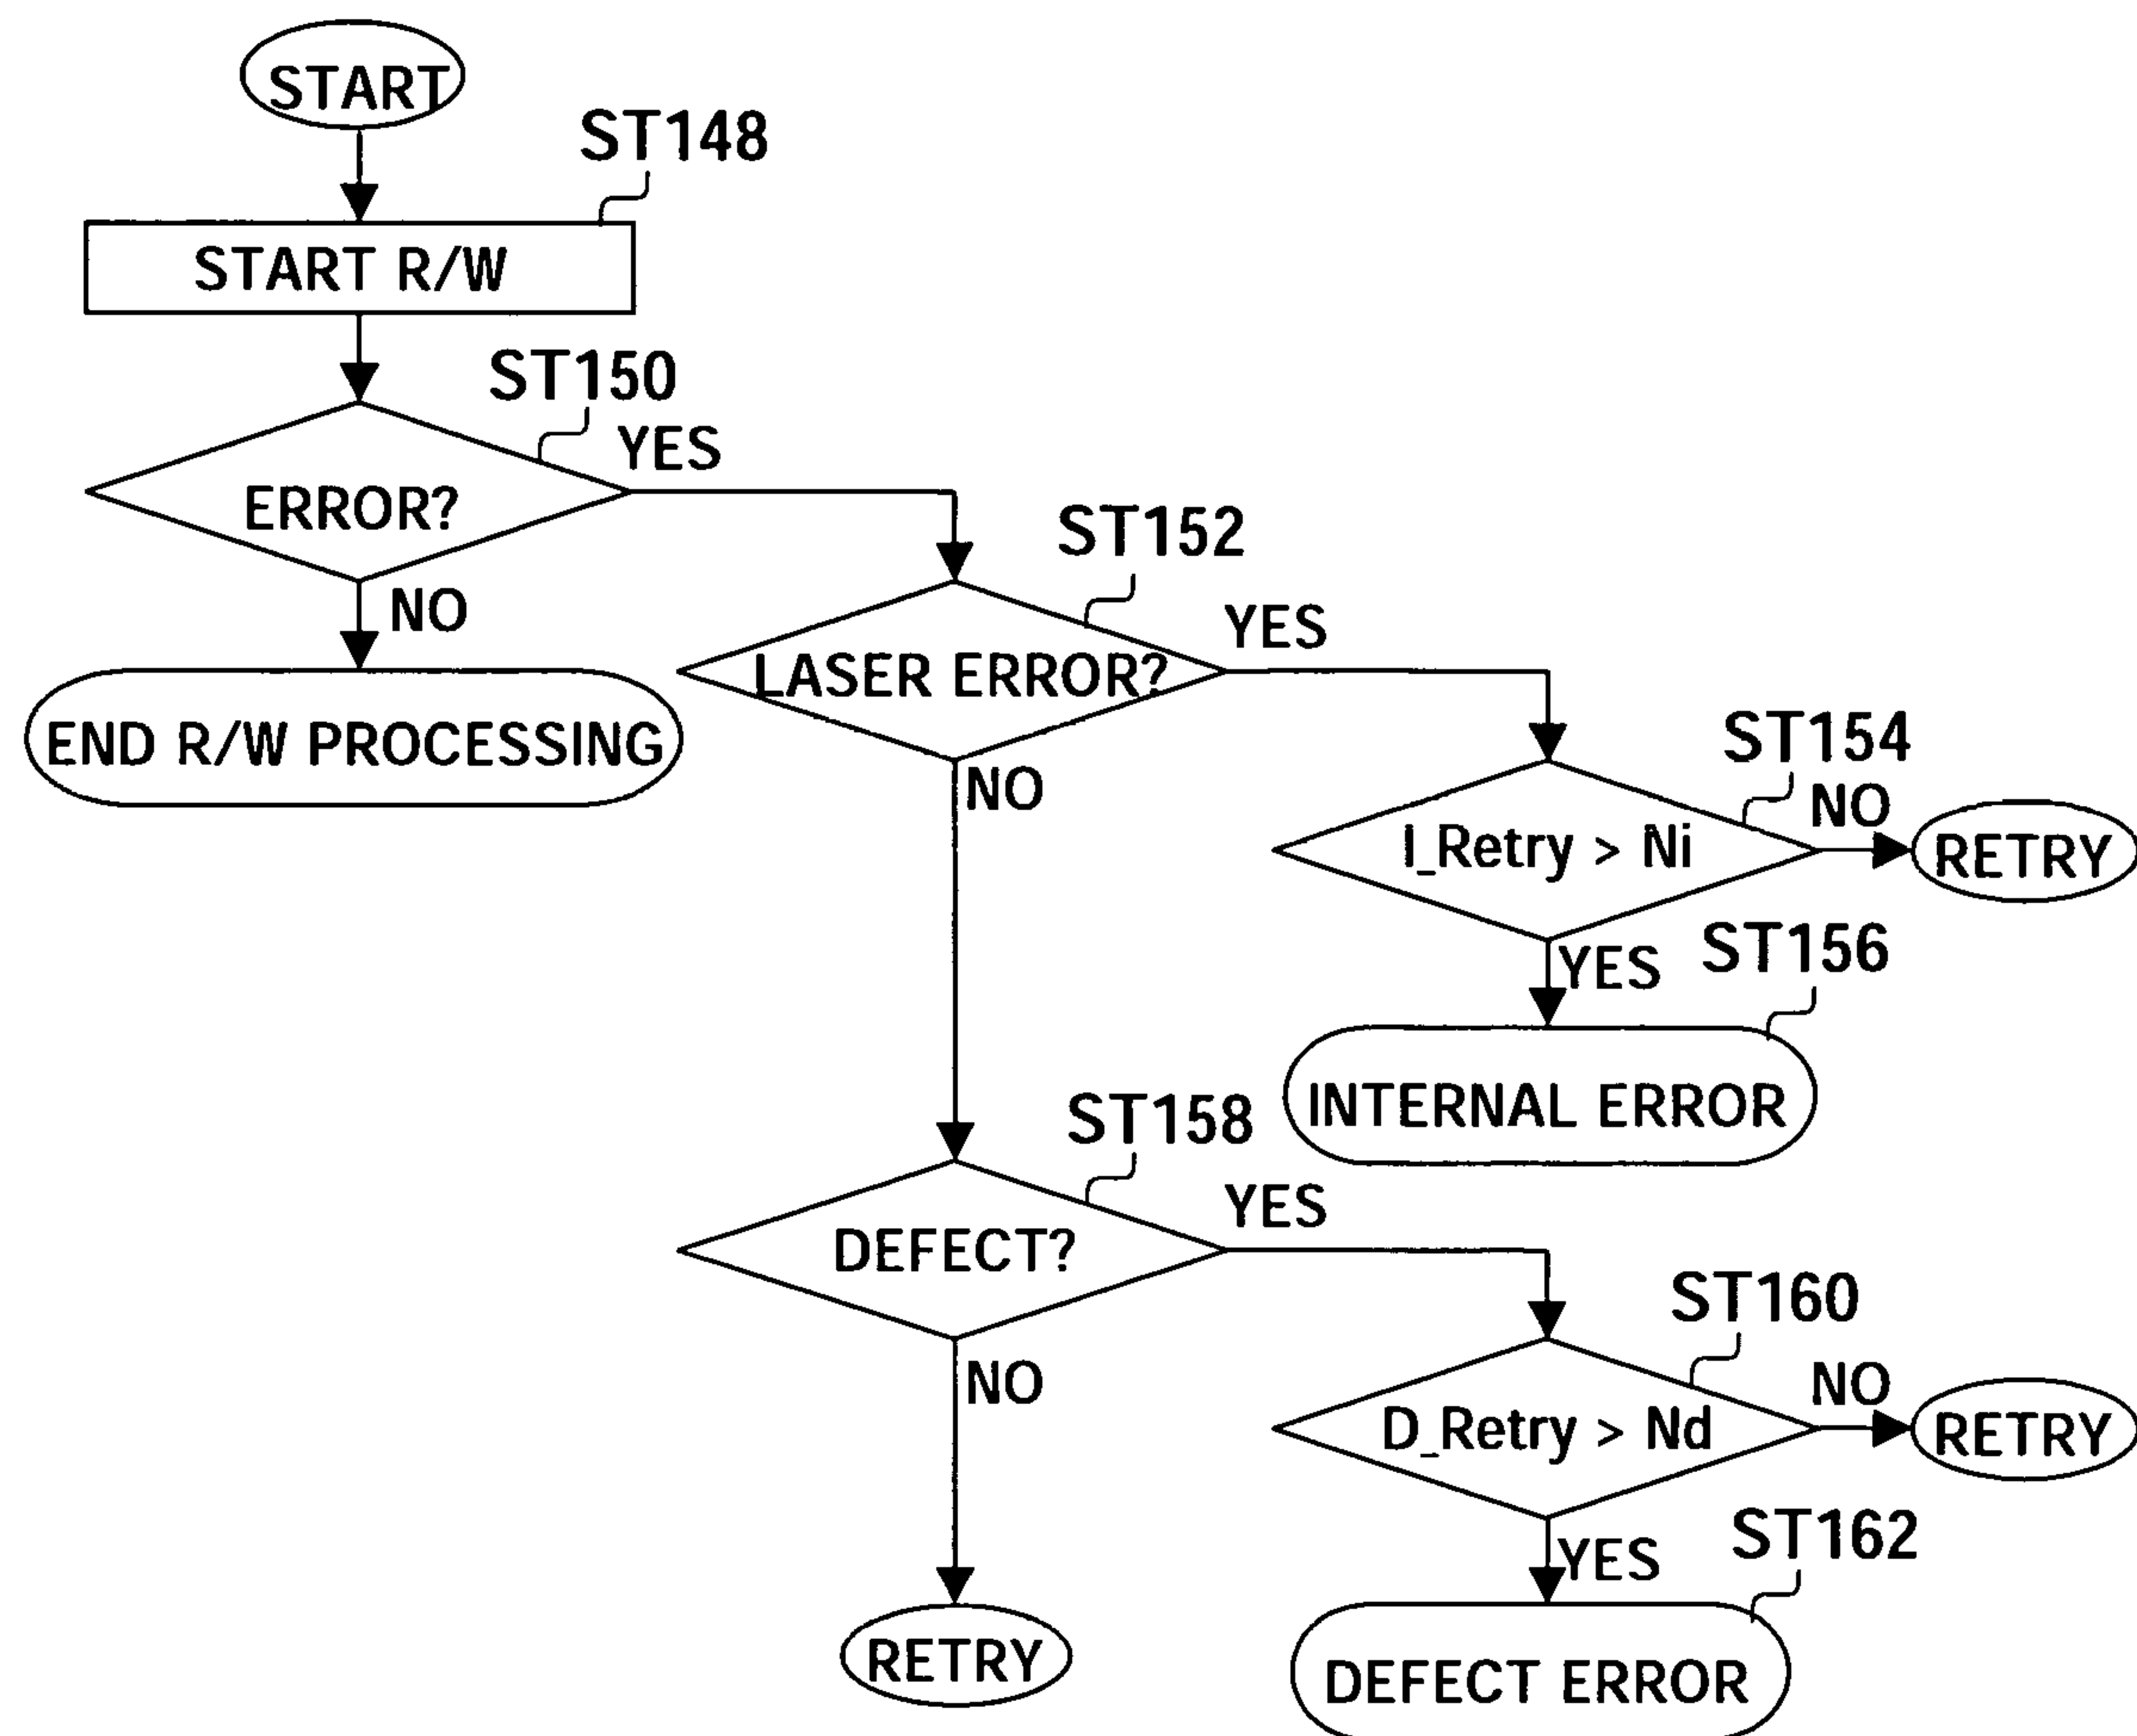 START
ST148
START R/W
ST150
YES
ERROR?
ST152
NO
YES
LASER ERROR?
END R/W PROCESSING
ST154
NO
NO
I_Retry > Ni
RETRY
ST156
YES
INTERNAL ERROR
ST158
YES
DEFECT?
ST160
NO
NO
D_Retry > Nd
RETRY
ST162
YES
RETRY
DEFECT ERROR